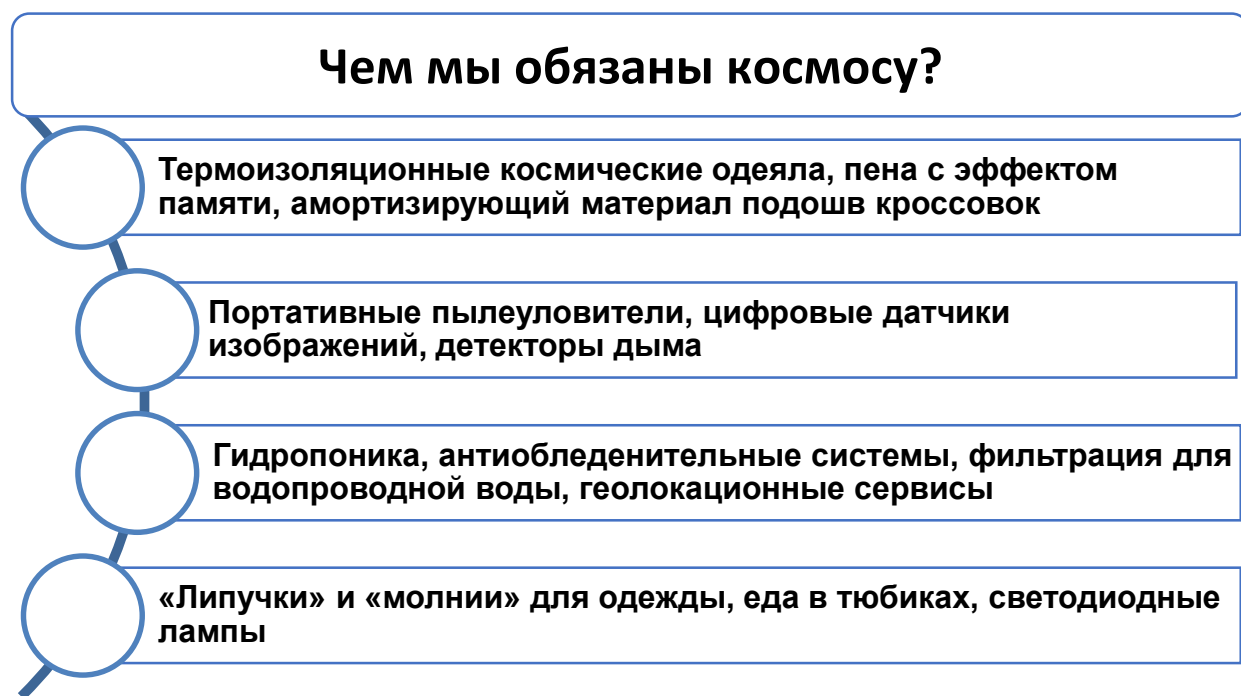 Чем мы обязаны космосу?
Термоизоляционные космические одеяла, пена с эффектом
памяти, амортизирующий материал подошв кроссовок
Портативные пылеуловители, цифровые датчики
изображений, детекторы дыма
Гидропоника, антиобледенительные системы, фильтрация для
водопроводной воды, геолокационные сервисы
«Липучки» и «молнии» для одежды, еда в тюбиках, светодиодные
лампы